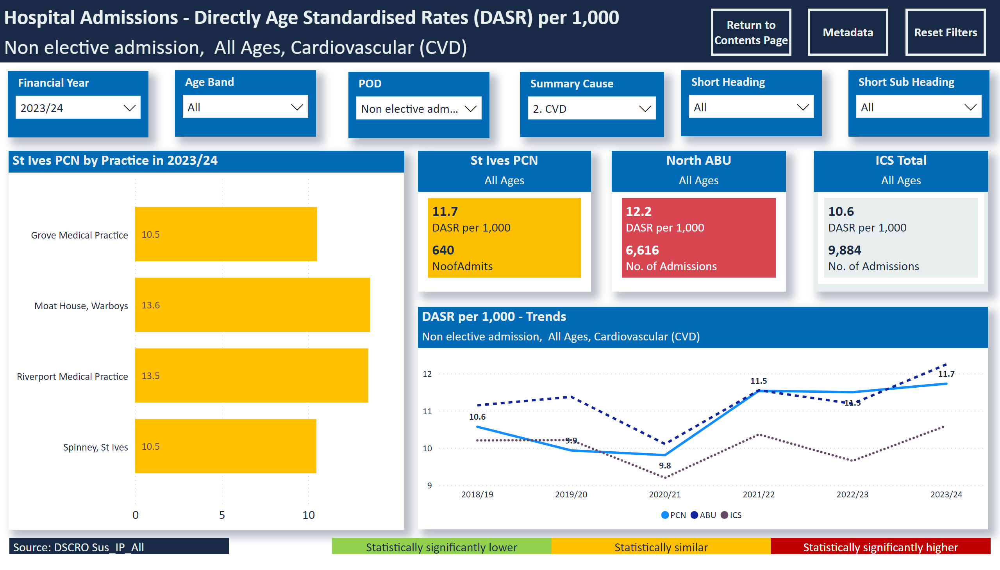 Hospital Admissions - Directly Age Standardised Rates (DASR) per 1,000
Non elective admission,  All Ages, Cardiovascular (CVD)
Return to
Contents Page
Metadata
Reset Filters
Financial Year
2023/24
Age Band
All
POD
Non elective adm...
Summary Cause
2. CVD
Short Heading
All
Short Sub Heading
All
St Ives PCN by Practice in 2023/24
Grove Medical Practice
10.5
Moat House, Warboys
13.6
Riverport Medical Practice
13.5
Spinney, St Ives
10.5
0
5
10
St Ives PCN
All Ages
11.7
DASR per 1,000
640
NoofAdmits
North ABU
All Ages
12.2
DASR per 1,000
6,616
No. of Admissions
ICS Total
All Ages
10.6
DASR per 1,000
9,884
No. of Admissions
DASR per 1,000 - Trends
Non elective admission,  All Ages, Cardiovascular (CVD)
12
11
10
9
10.6
9.9
9.8
11.5
11.5
11.7
2018/19
2019/20
2020/21
2021/22
2022/23
2023/24
PCN
ABU
ICS
Source: DSCRO Sus_IP_All
Statistically significantly lower
Statistically similar
Statistically significantly higher